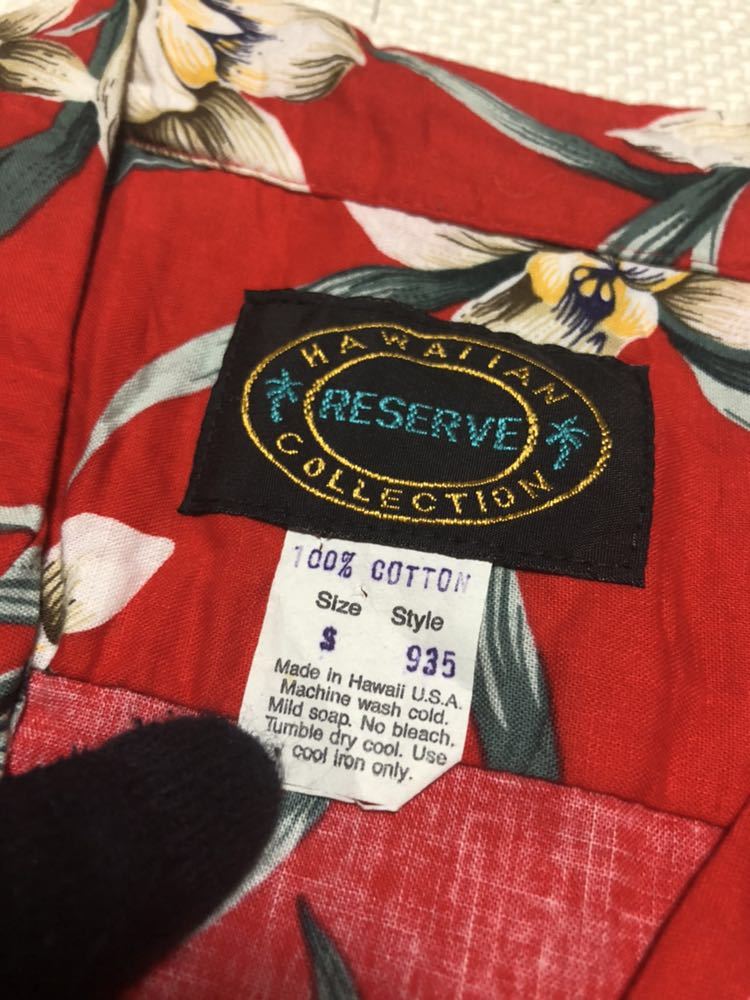 HAWAIIAN
RESERVE
COLLECTION
100% COTTON
Size Style
S 935
Made in Hawaii U.S.A.
Machine wash cold.
Mild soap. No bleach.
Tumble dry cool. Use
cool iron only.